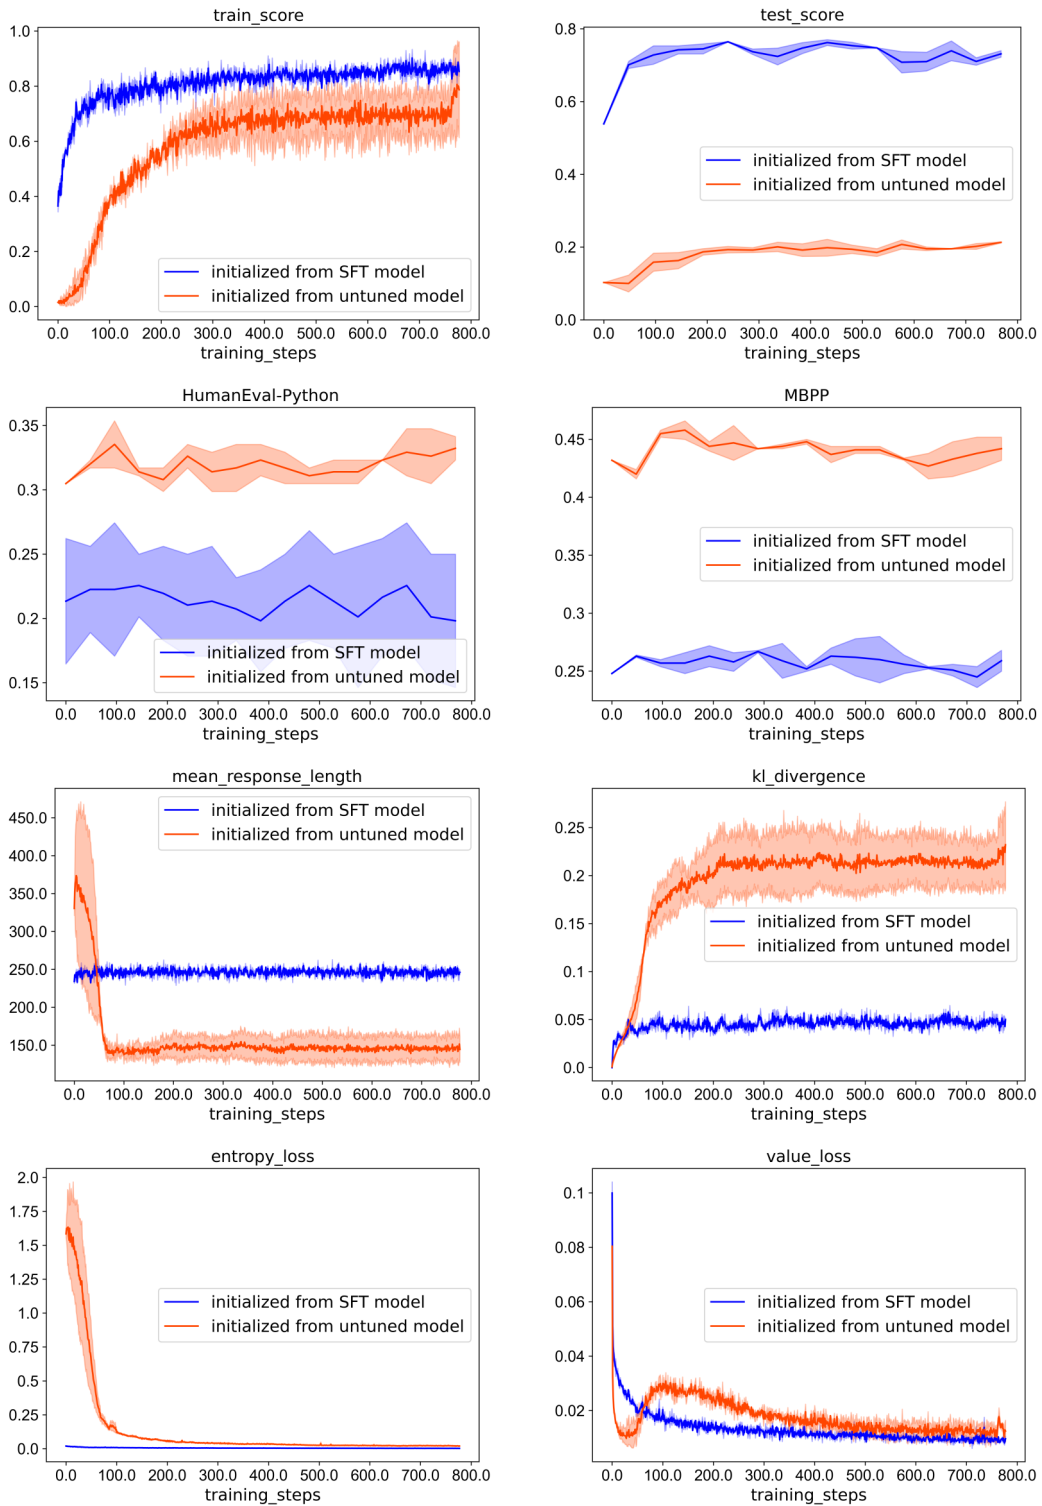 train_score
1.0
0.8
0.6
0.4
0.2
0.0
initialized from SFT model
initialized from untuned model
0.0 100.0 200.0 300.0 400.0 500.0 600.0 700.0 800.0
training_steps
test_score
0.8
0.6
0.4
0.2
0.0
initialized from SFT model
initialized from untuned model
0.0 100.0 200.0 300.0 400.0 500.0 600.0 700.0 800.0
training_steps
HumanEval-Python
0.35
0.3
0.25
0.2
0.15
initialized from SFT model
initialized from untuned model
0.0 100.0 200.0 300.0 400.0 500.0 600.0 700.0 800.0
training_steps
MBPP
0.45
0.4
0.35
0.3
0.25
initialized from SFT model
initialized from untuned model
0.0 100.0 200.0 300.0 400.0 500.0 600.0 700.0 800.0
training_steps
mean_response_length
450.0
400.0
350.0
300.0
250.0
200.0
150.0
initialized from SFT model
initialized from untuned model
0.0 100.0 200.0 300.0 400.0 500.0 600.0 700.0 800.0
training_steps
kl_divergence
0.25
0.2
0.15
0.1
0.05
0.0
initialized from SFT model
initialized from untuned model
0.0 100.0 200.0 300.0 400.0 500.0 600.0 700.0 800.0
training_steps
entropy_loss
2.0
1.75
1.5
1.25
1.0
0.75
0.5
0.25
0.0
initialized from SFT model
initialized from untuned model
0.0 100.0 200.0 300.0 400.0 500.0 600.0 700.0 800.0
training_steps
value_loss
0.1
0.08
0.06
0.04
0.02
initialized from SFT model
initialized from untuned model
0.0 100.0 200.0 300.0 400.0 500.0 600.0 700.0 800.0
training_steps